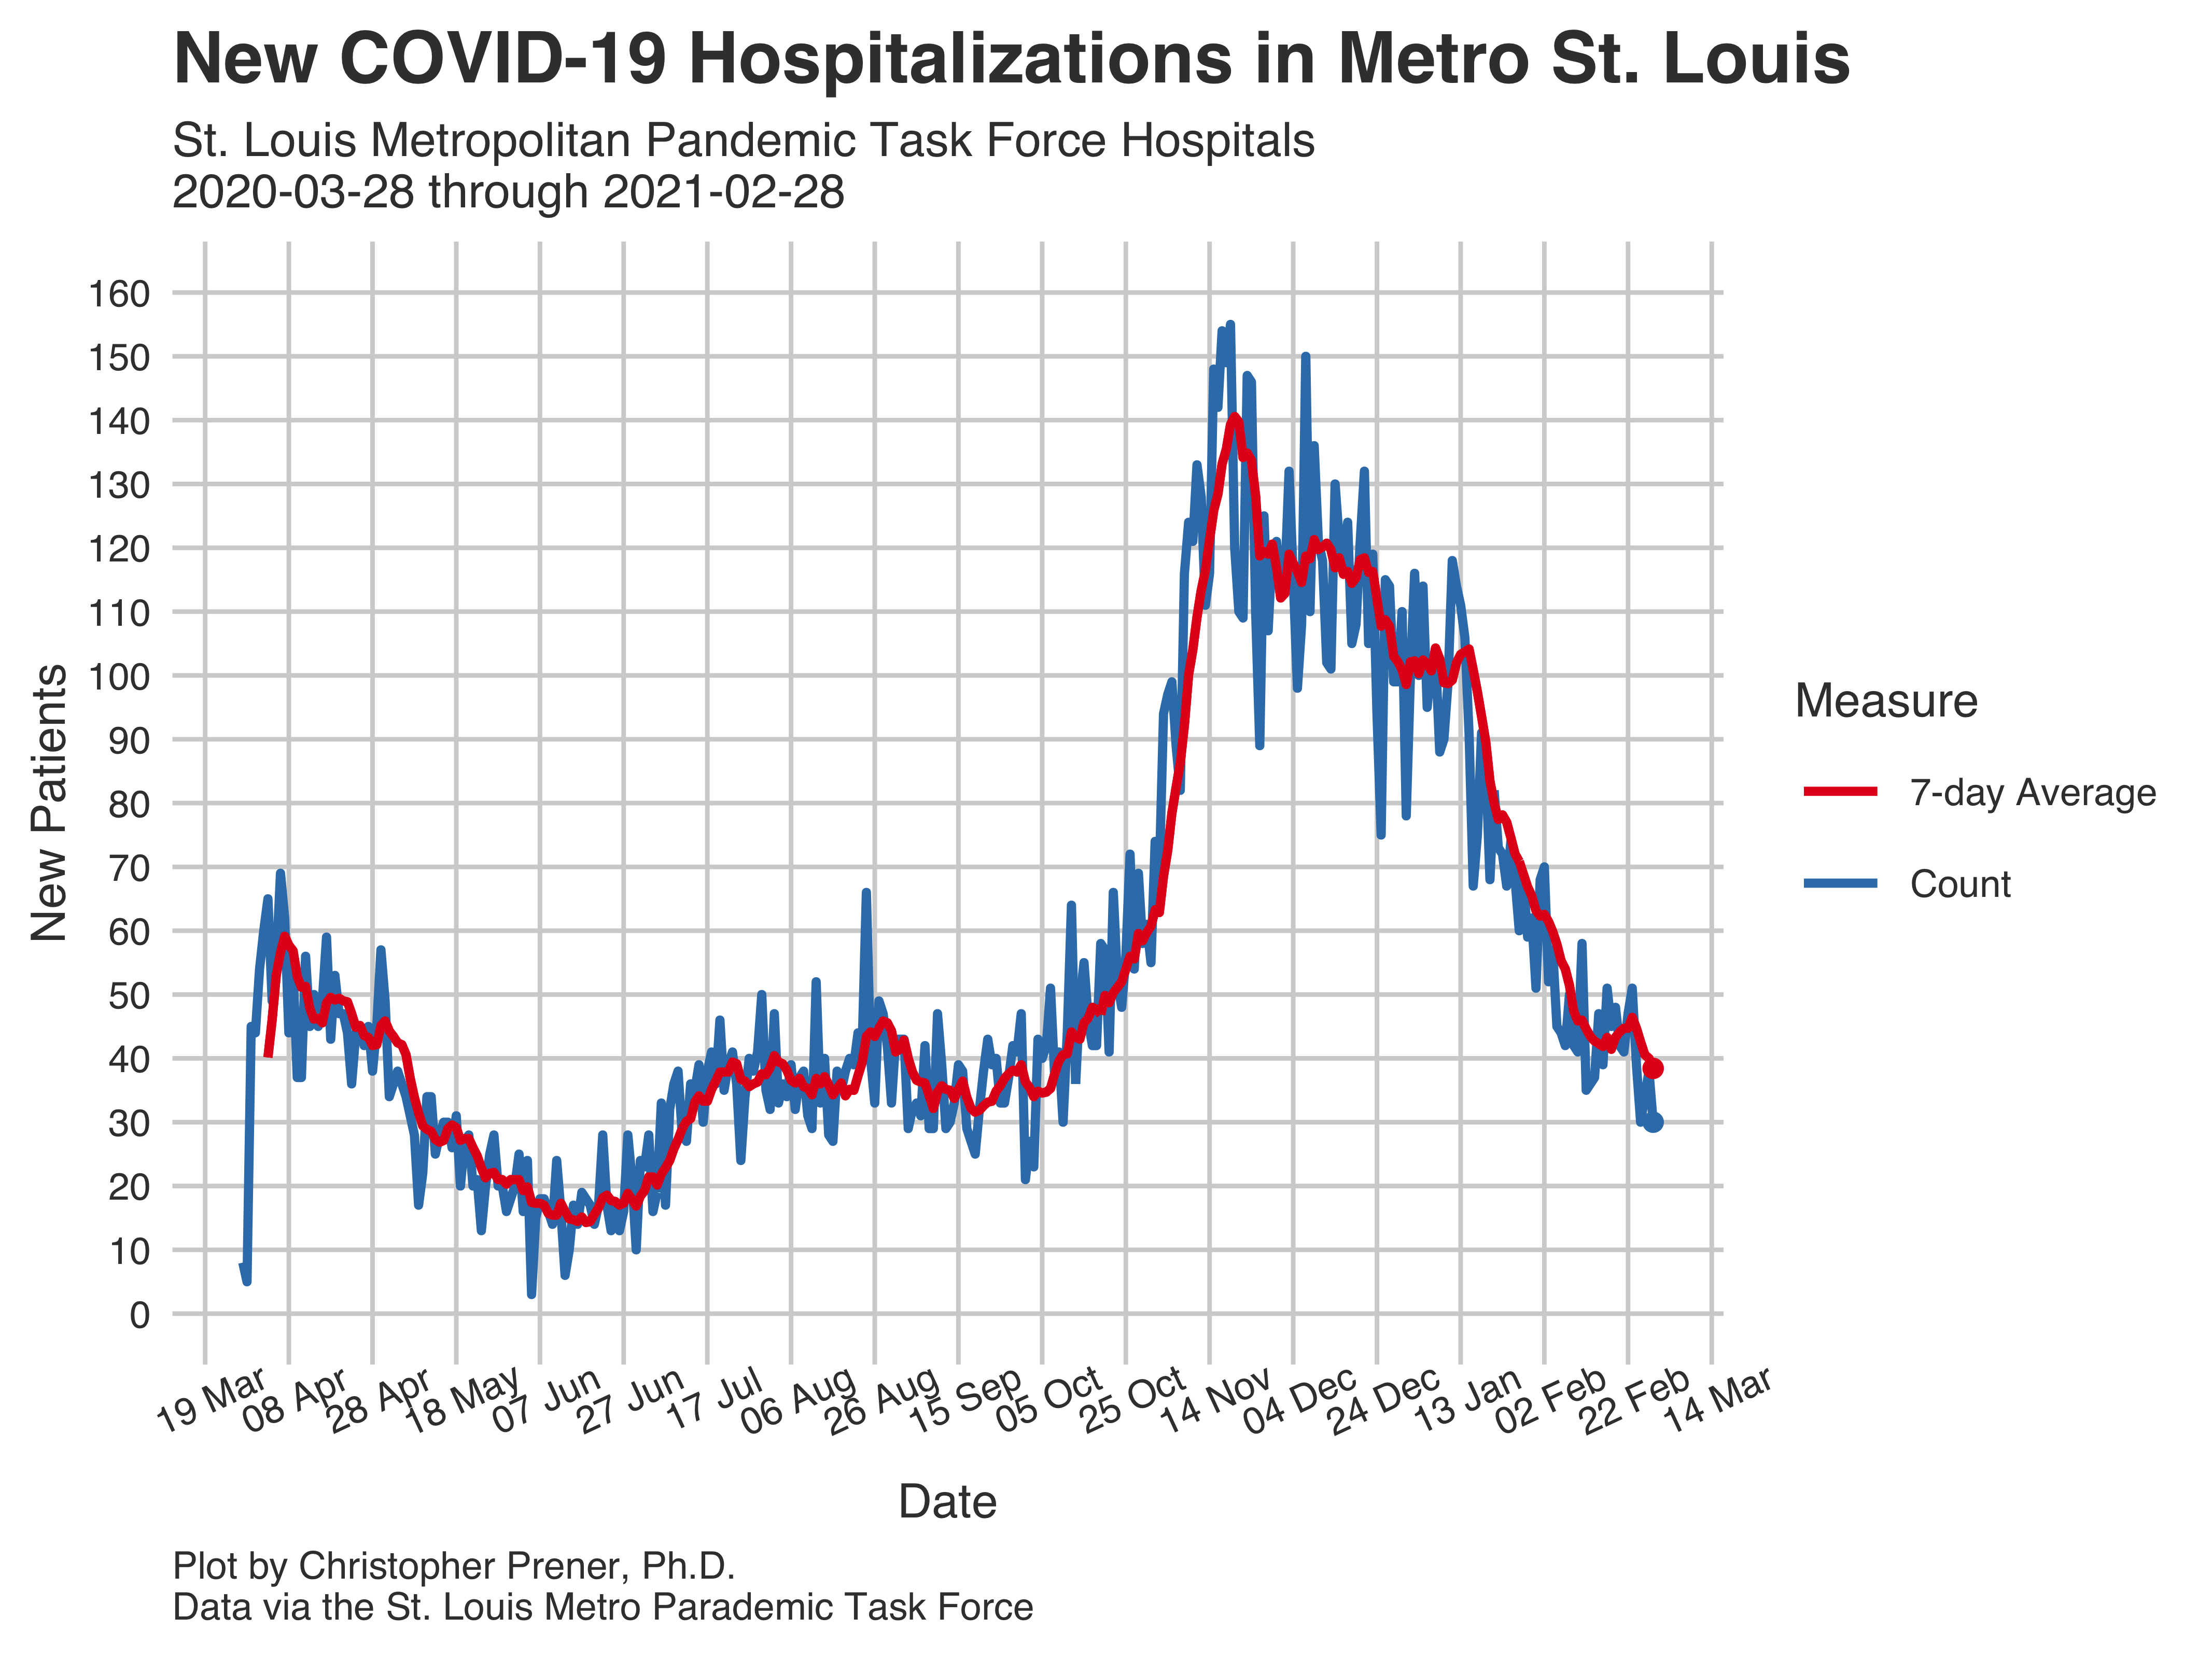 New COVID-19 Hospitalizations in Metro St. Louis
St. Louis Metropolitan Pandemic Task Force Hospitals
2020-03-28 through 2021-02-28
160
150
140
130
120
110
100
90
80
70
60
50
40
30
20
10
0
New Patients
19 Mar
08 Apr
28 Apr
18 May
07 Jun
27 Jun
17 Jul
06 Aug
26 Aug
15 Sep
05 Oct
25 Oct
14 Nov
04 Dec
24 Dec
13 Jan
02 Feb
22 Feb
14 Mar
Date
Measure
7-day Average
Count
Plot by Christopher Prener, Ph.D.
Data via the St. Louis Metro Parademic Task Force